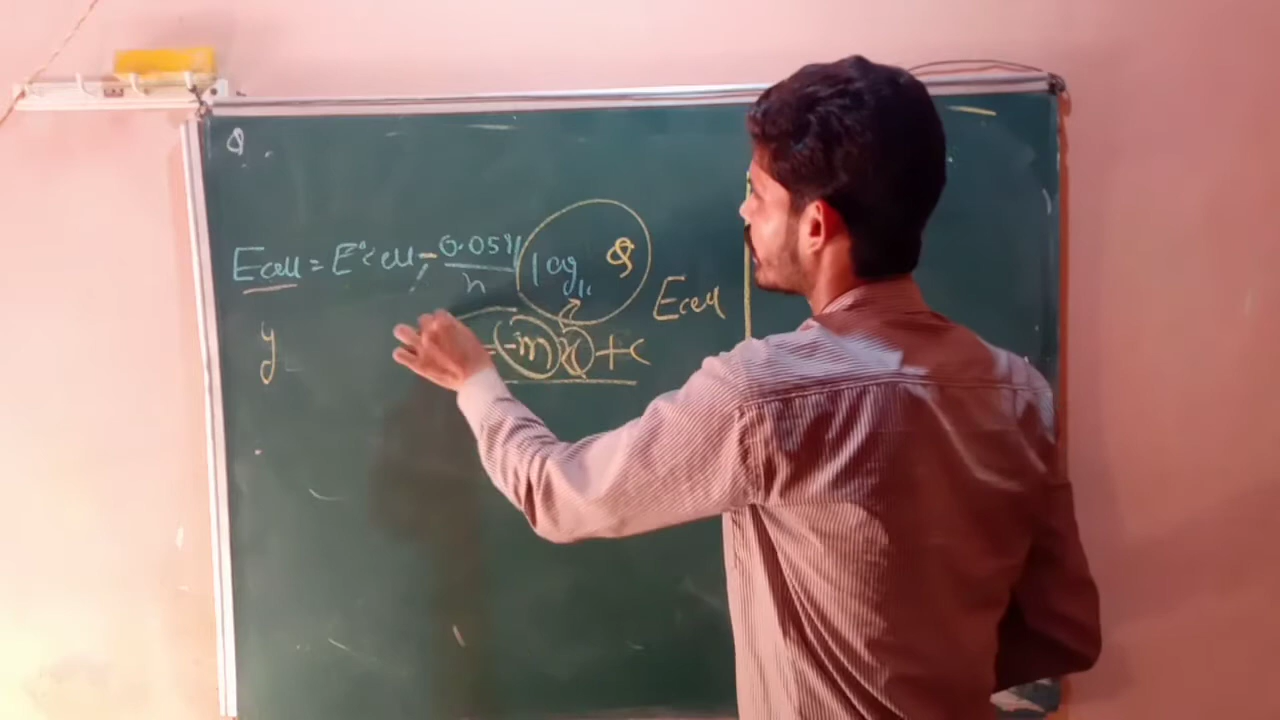 Q.
Ecell = E°cell - 0.0591/n log₁₀ Q
Ecell
y = -mx + c